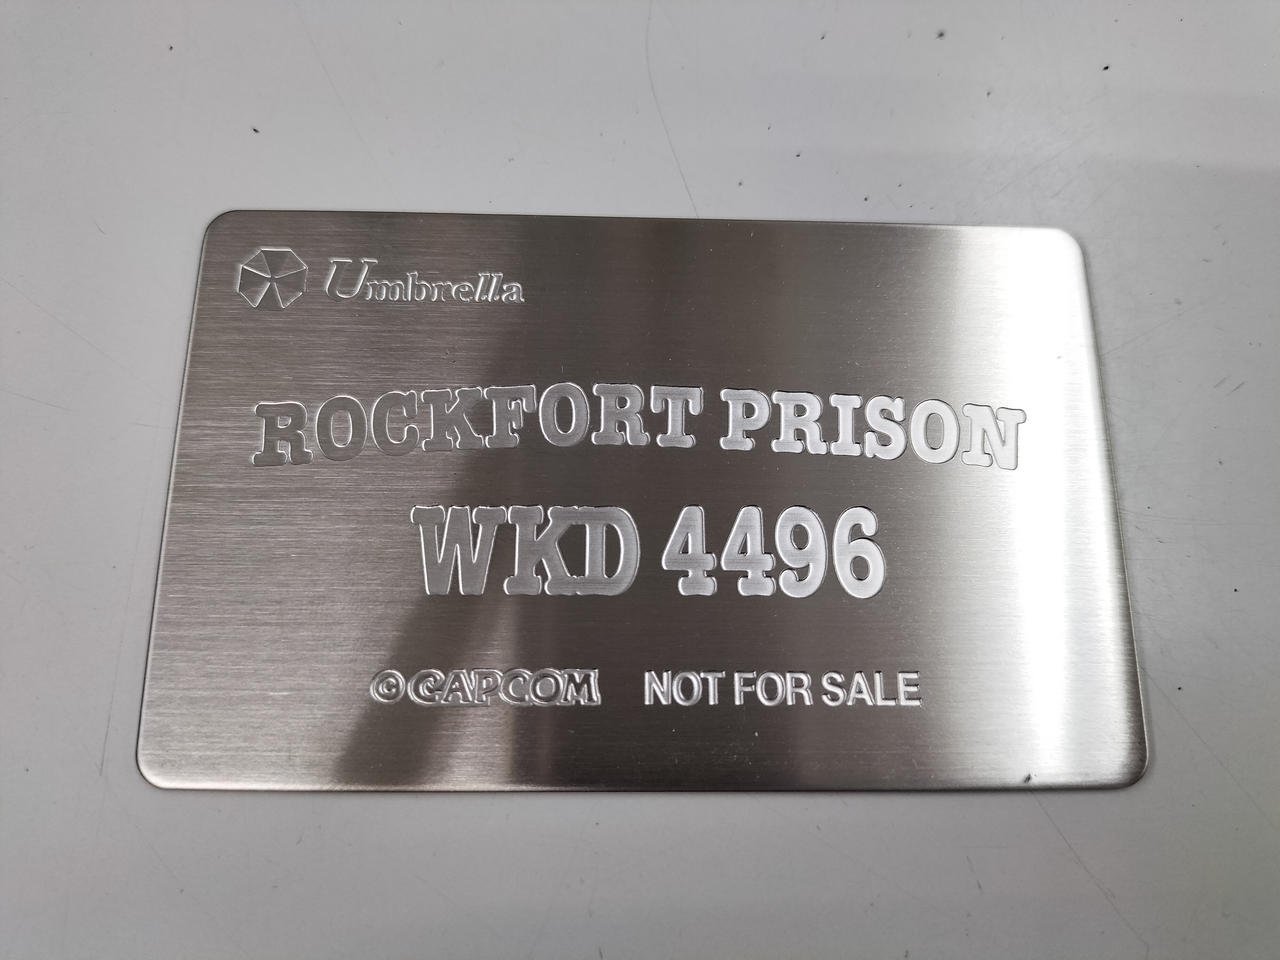 Umbrella
ROCKFORT PRISON
WKD 4496
©CAPCOM NOT FOR SALE